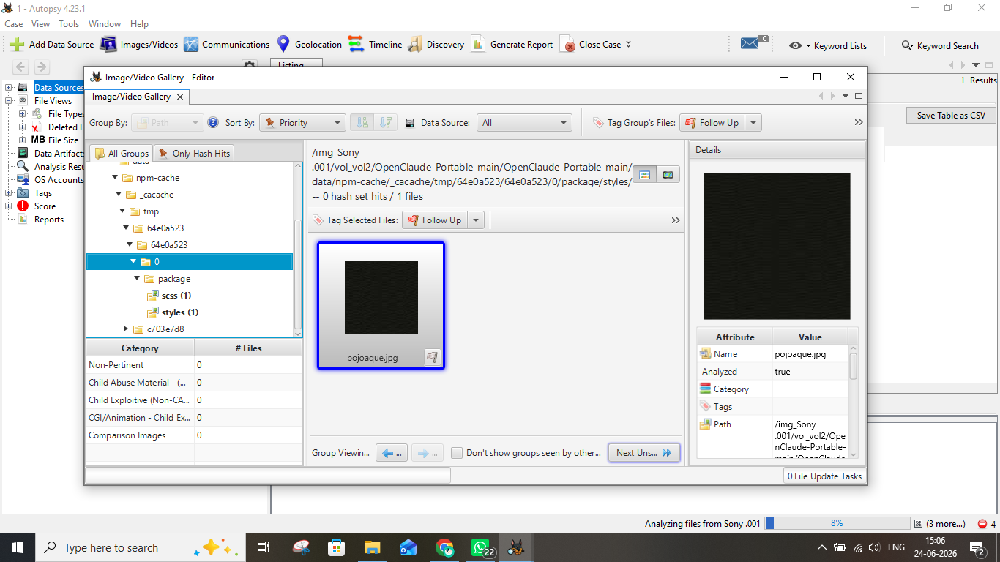 1 - Autopsy 4.23.1
Case View Tools Window Help
Add Data Source Images/Videos Communications Geolocation Timeline Discovery Generate Report Close Case 10 Keyword Lists Keyword Search
Listing
1 Results
Save Table as CSV
Data Sources
File Views
File Types
Deleted F
MB File Size
Data Artifacts
Analysis Resu
OS Accounts
Tags
Score
Reports
Image/Video Gallery - Editor
Image/Video Gallery
Group By: Path Sort By: Priority Data Source: All Tag Group's Files: Follow Up
All Groups Only Hash Hits
npm-cache
_cacache
tmp
64e0a523
64e0a523
0
package
scss (1)
styles (1)
c703e7d8
Category # Files
Non-Pertinent 0
Child Abuse Material - (... 0
Child Exploitive (Non-CA... 0
CGI/Animation - Child Ex... 0
Comparison Images 0
/img_Sony
.001/vol_vol2/OpenClaude-Portable-main/OpenClaude-Portable-main/
data/npm-cache/_cacache/tmp/64e0a523/64e0a523/0/package/styles/
-- 0 hash set hits / 1 files
Tag Selected Files: Follow Up
pojoaque.jpg
Group Viewin... ... ... Don't show groups seen by other... Next Uns...
Details
Attribute Value
Name pojoaque.jpg
Analyzed true
Category
Tags
Path /img_Sony
.001/vol_vol2/Ope
nClaude-Portable-
main/OpenClaude
0 File Update Tasks
Analyzing files from Sony .001 8% (3 more...) 4
Type here to search
22
ENG
15:06
24-06-2026
2